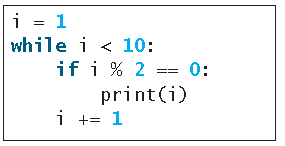 i = 1
while i < 10:
    if i % 2 == 0:
        print(i)
    i += 1